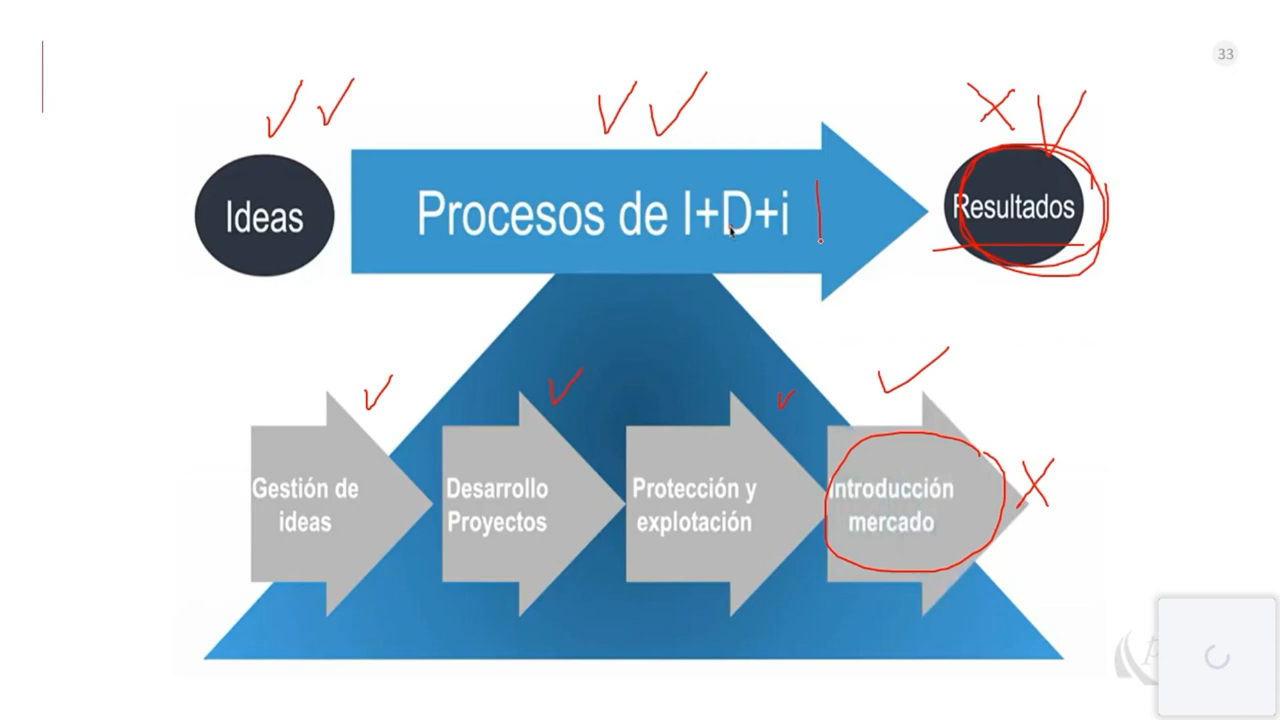 33
Ideas
Procesos de I+D+i
Resultados
Gestión de
ideas
Desarrollo
Proyectos
Protección y
explotación
Introducción
mercado